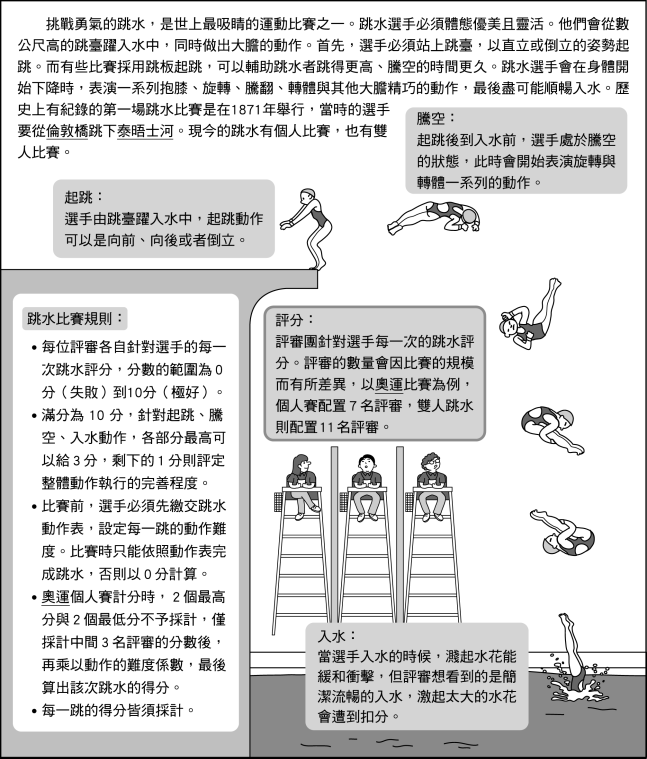 挑戰勇氣的跳水，是世上最吸睛的運動比賽之一。跳水選手必須體態優美且靈活。他們會從數
公尺高的跳臺躍入水中，同時做出大膽的動作。首先，選手必須站上跳臺，以直立或倒立的姿勢起
跳。而有些比賽採用跳板起跳，可以輔助跳水者跳得更高、騰空的時間更久。跳水選手會在身體開
始下降時，表演一系列抱膝、旋轉、騰翻、轉體與其他大膽精巧的動作，最後盡可能順暢入水。歷
史上有紀錄的第一場跳水比賽是在1871年舉行，當時的選手
要從倫敦橋跳下泰晤士河。現今的跳水有個人比賽，也有雙
人比賽。
騰空：
起跳後到入水前，選手處於騰空
的狀態，此時會開始表演旋轉與
轉體一系列的動作。
起跳：
選手由跳臺躍入水中，起跳動作
可以是向前、向後或者倒立。
跳水比賽規則：
•每位評審各自針對選手的每一
次跳水評分，分數的範圍為0
分（失敗）到10分（極好）。
•滿分為 10 分，針對起跳、騰
空、入水動作，各部分最高可
以給3分，剩下的1分則評定
整體動作執行的完善程度。
•比賽前，選手必須先繳交跳水
動作表，設定每一跳的動作難
度。比賽時只能依照動作表完
成跳水，否則以0分計算。
•奧運個人賽計分時，2個最高
分與2個最低分不予採計，僅
採計中間3名評審的分數後，
再乘以動作的難度係數，最後
算出該次跳水的得分。
•每一跳的得分皆須採計。
評分：
評審團針對選手每一次的跳水評
分。評審的數量會因比賽的規模
而有所差異，以奧運比賽為例，
個人賽配置7名評審，雙人跳水
則配置11名評審。
入水：
當選手入水的時候，濺起水花能
緩和衝擊，但評審想看到的是簡
潔流暢的入水，激起太大的水花
會遭到扣分。